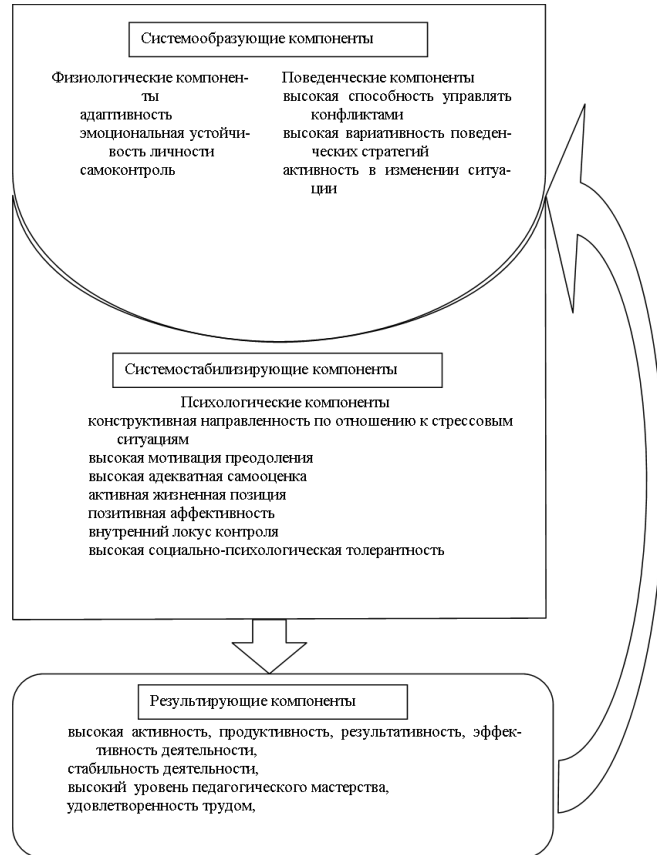 Системообразующие компоненты
Физиологические компонен-
ты
адаптивность
эмоциональная устойчи-
вость личности
самоконтроль
Поведенческие компоненты
высокая способность управлять
конфликтами
высокая вариативность поведен-
ческих стратегий
активность в изменении ситуа-
ции
Системостабилизирующие компоненты
Психологические компоненты
конструктивная направленность по отношению к стрессовым
ситуациям
высокая мотивация преодоления
высокая адекватная самооценка
активная жизненная позиция
позитивная аффективность
внутренний локус контроля
высокая социально-психологическая толерантность
Результирующие компоненты
высокая активность, продуктивность, результативность, эффек-
тивность деятельности,
стабильность деятельности,
высокий уровень педагогического мастерства,
удовлетворенность трудом,